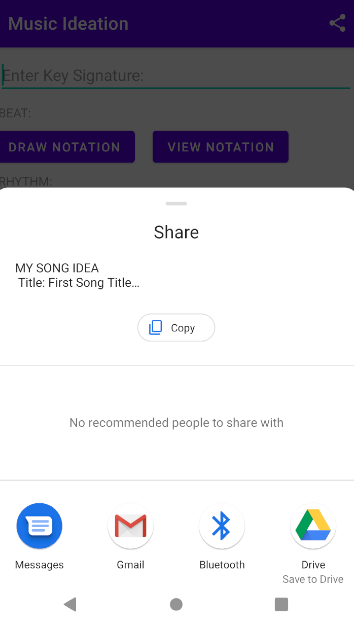 Music Ideation
Enter Key Signature:
BEAT:
DRAW NOTATION
VIEW NOTATION
RHYTHM:
Share
MY SONG IDEA
Title: First Song Title...
Copy
No recommended people to share with
Messages
Gmail
Bluetooth
Drive
Save to Drive